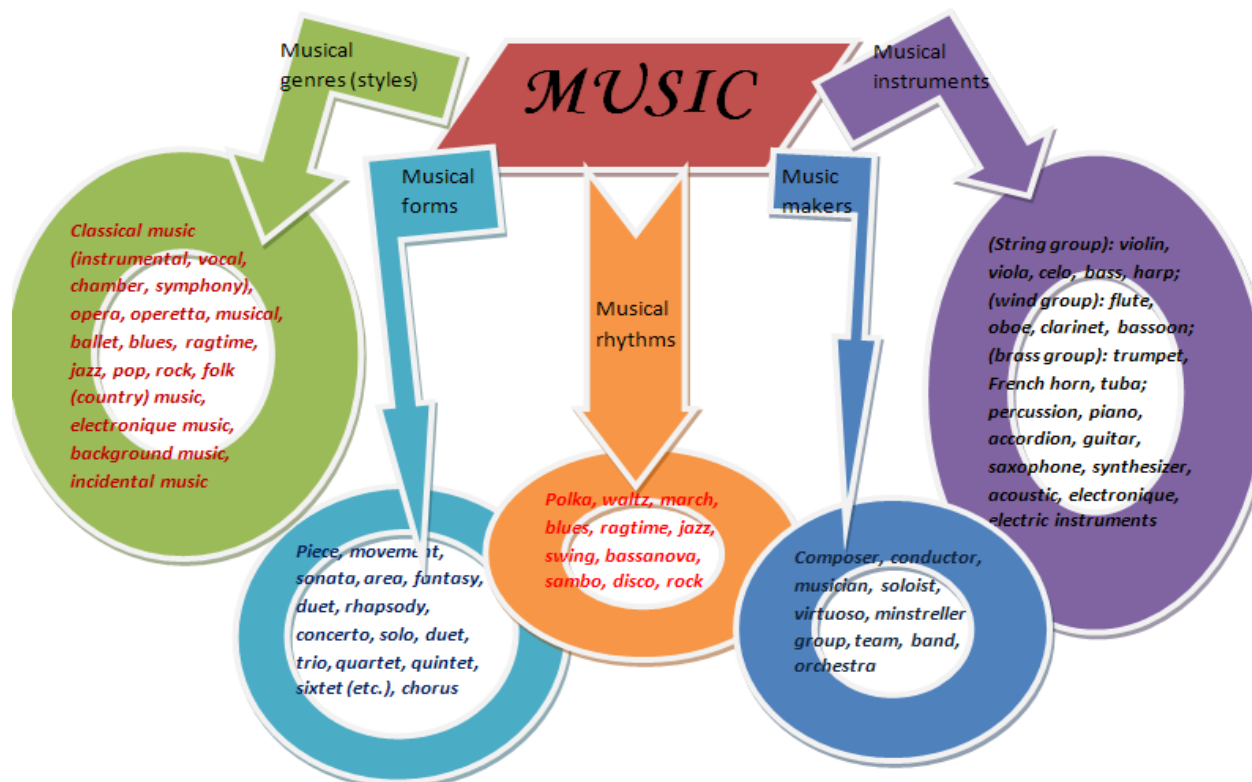 MUSIC
Musical
genres (styles)
Classical music
(instrumental, vocal,
chamber, symphony),
opera, operetta, musical,
ballet, blues, ragtime,
jazz, pop, rock, folk
(country) music,
electronique music,
background music,
incidental music
Musical
forms
Piece, movement,
sonata, area, fantasy,
duet, rhapsody,
concerto, solo, duet,
trio, quartet, quintet,
sixtet (etc.), chorus
Musical
rhythms
Polka, waltz, march,
blues, ragtime, jazz,
swing, bassanova,
sambo, disco, rock
Music
makers
Composer, conductor,
musician, soloist,
virtuoso, minstreller
group, team, band,
orchestra
Musical
instruments
(String group): violin,
viola, celo, bass, harp;
(wind group): flute,
oboe, clarinet, bassoon;
(brass group): trumpet,
French horn, tuba;
percussion, piano,
accordion, guitar,
saxophone, synthesizer,
acoustic, electronique,
electric instruments